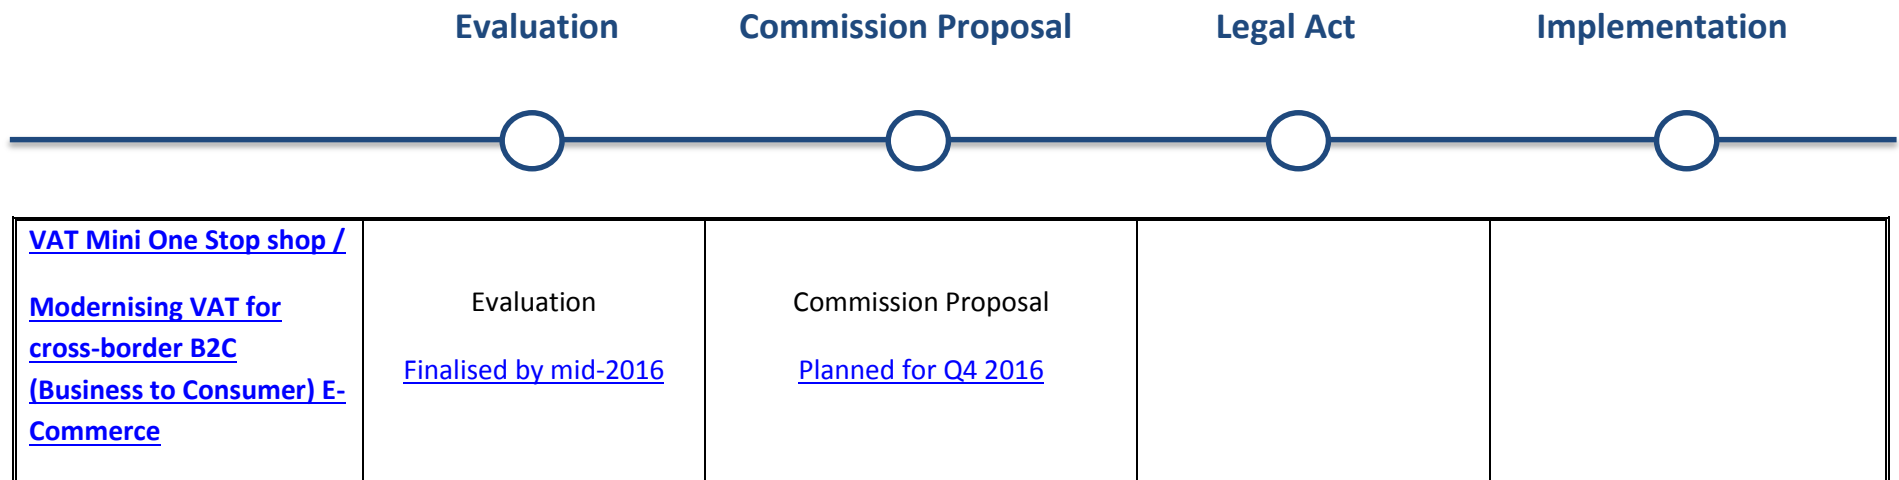 Evaluation Commission Proposal Legal Act Implementation
VAT Mini One Stop shop /
Modernising VAT for
cross-border B2C
(Business to Consumer) E-
Commerce
Evaluation
Finalised by mid-2016
Commission Proposal
Planned for Q4 2016